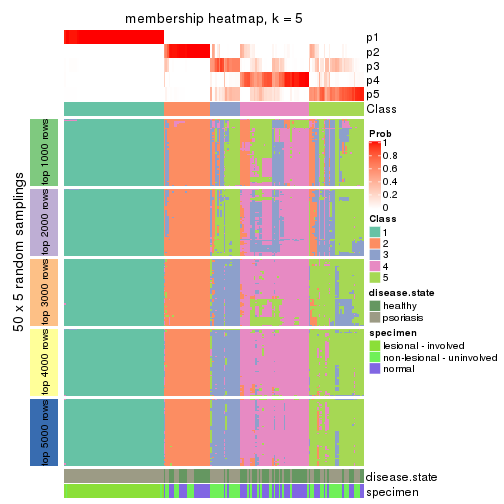 membership heatmap, k = 5
p1
p2
p3
p4
p5
Class
50 x 5 random samplings
top 1000 rows
top 2000 rows
top 3000 rows
top 4000 rows
top 5000 rows
disease.state
specimen
Prob
1
0.8
0.6
0.4
0.2
0
Class
1
2
3
4
5
disease.state
healthy
psoriasis
specimen
lesional - involved
non-lesional - uninvolved
normal